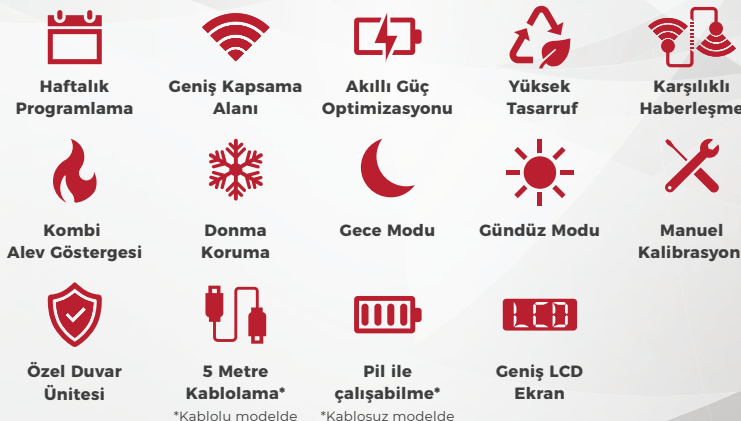 Haftalık
Programlama
Geniş Kapsama
Alanı
Akıllı Güç
Optimizasyonu
Yüksek
Tasarruf
Karşılıklı
Haberleşme
Kombi
Alev Göstergesi
Donma
Koruma
Gece Modu
Gündüz Modu
Manuel
Kalibrasyon
Özel Duvar
Ünitesi
5 Metre
Kablolama*
*Kablolu modelde
Pil ile
çalışabilme*
*Kablosuz modelde
LCD
Geniş LCD
Ekran